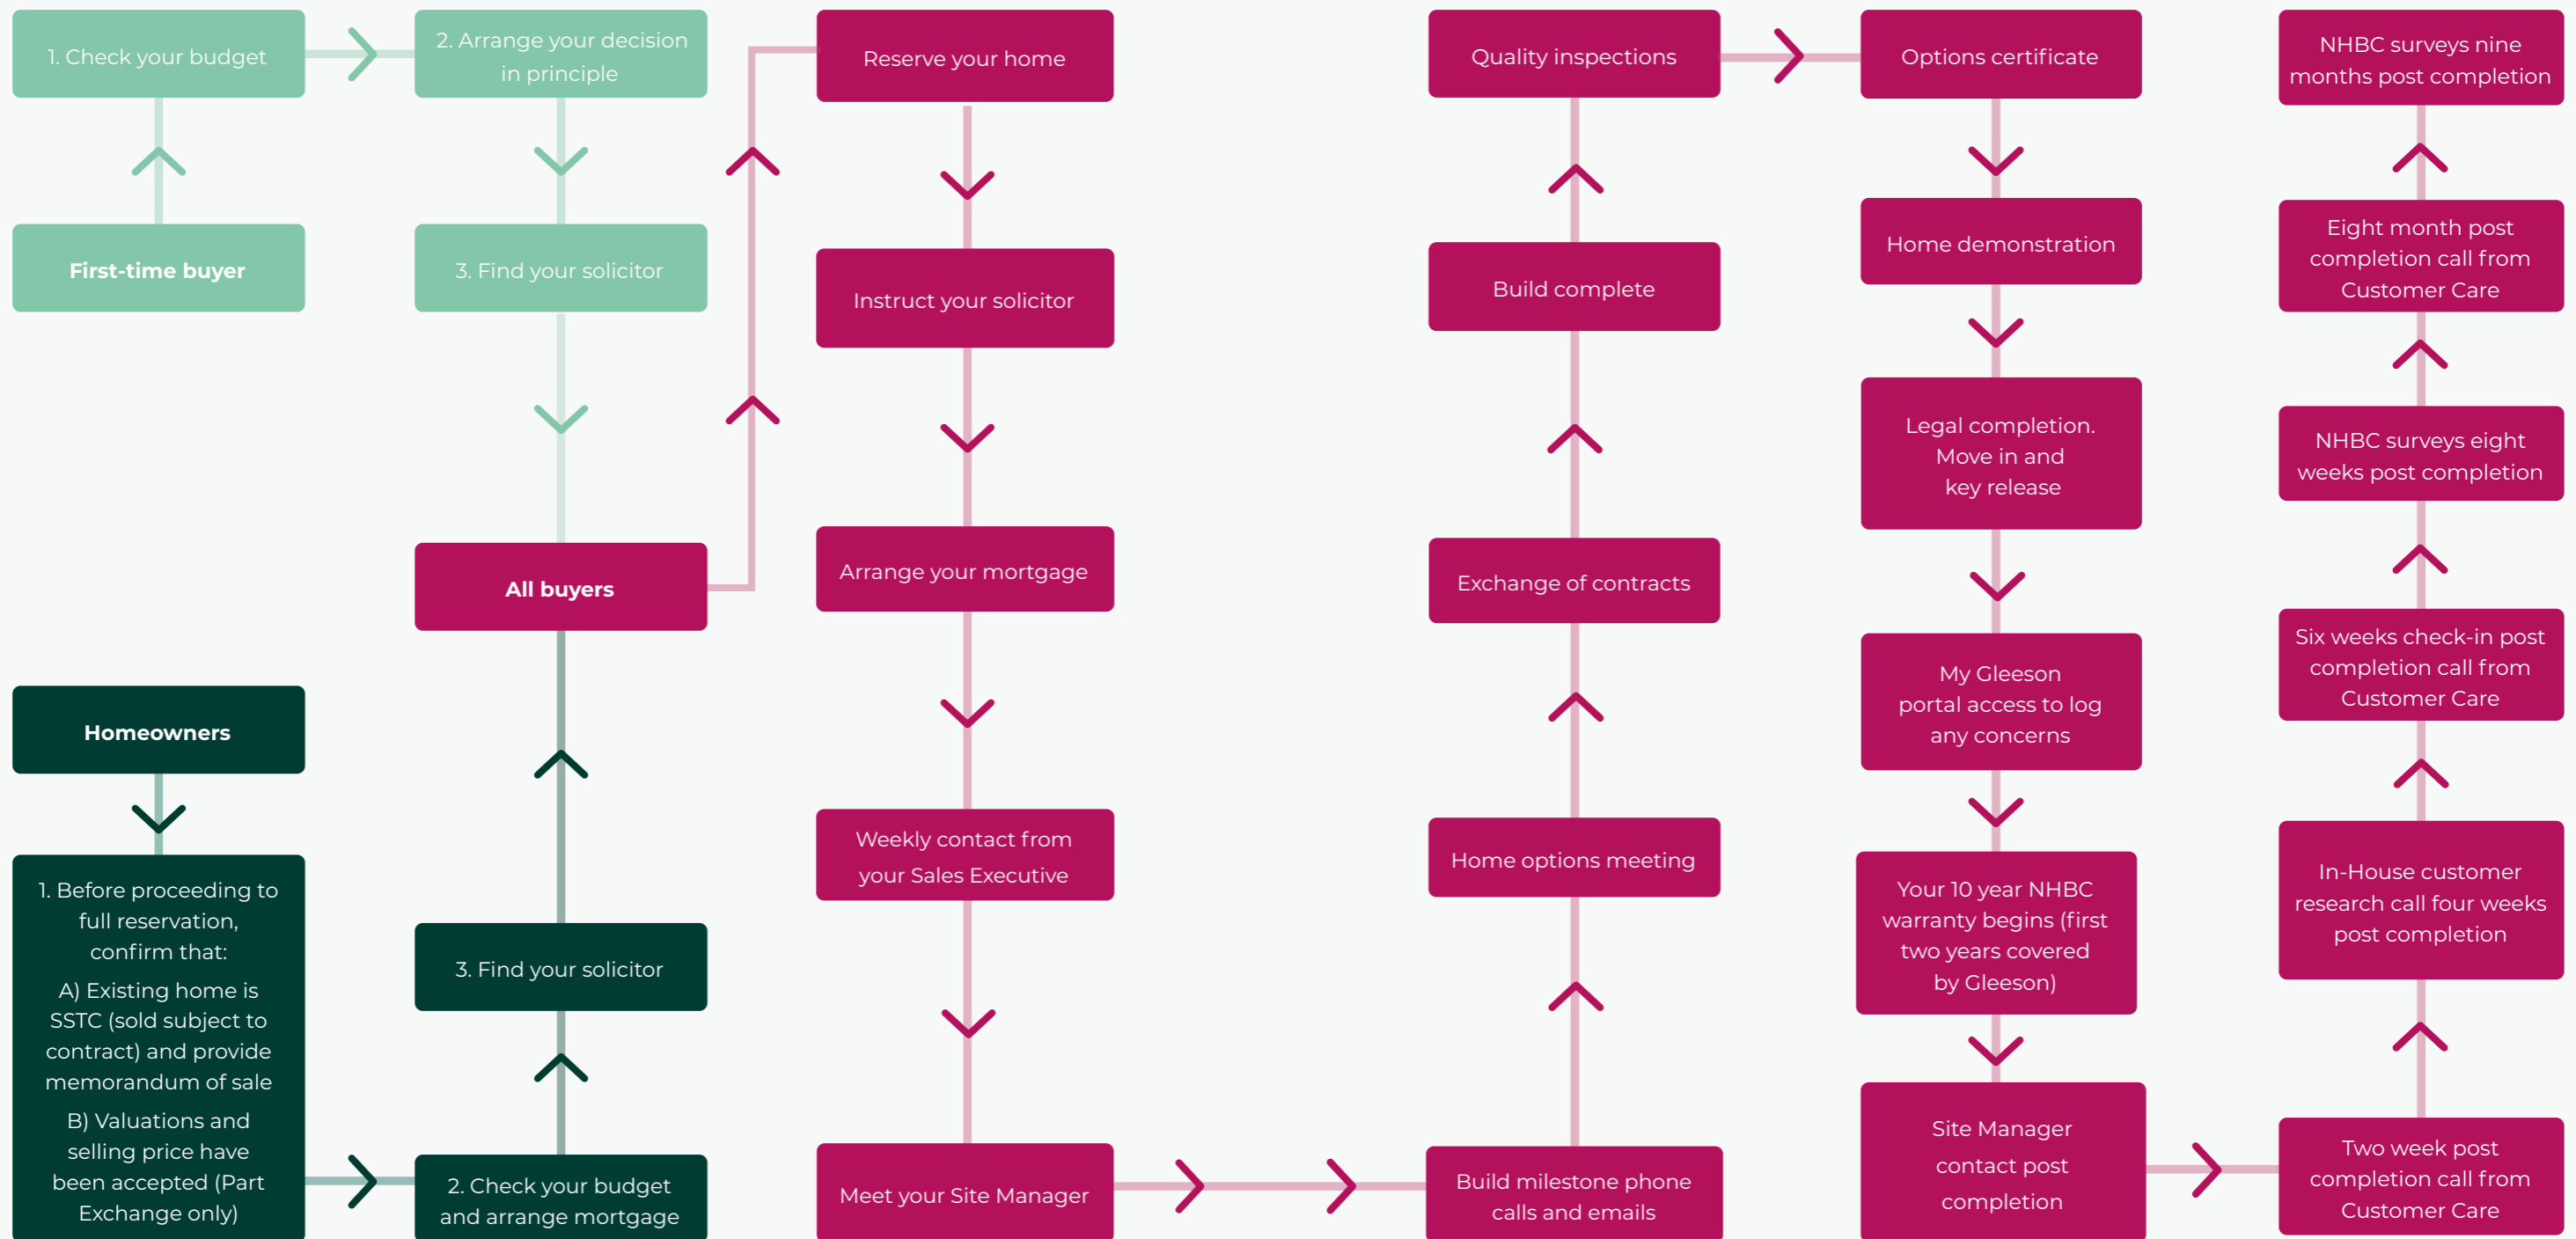 First-time buyer
1. Check your budget
2. Arrange your decision
in principle
3. Find your solicitor
Homeowners
1. Before proceeding to
full reservation,
confirm that:
A) Existing home is
SSTC (sold subject to
contract) and provide
memorandum of sale
B) Valuations and
selling price have
been accepted (Part
Exchange only)
2. Check your budget
and arrange mortgage
3. Find your solicitor
All buyers
Reserve your home
Instruct your solicitor
Arrange your mortgage
Weekly contact from
your Sales Executive
Meet your Site Manager
Build milestone phone
calls and emails
Home options meeting
Exchange of contracts
Build complete
Quality inspections
Options certificate
Home demonstration
Legal completion.
Move in and
key release
My Gleeson
portal access to log
any concerns
Your 10 year NHBC
warranty begins (first
two years covered
by Gleeson)
Site Manager
contact post
completion
Two week post
completion call from
Customer Care
In-House customer
research call four weeks
post completion
Six weeks check-in post
completion call from
Customer Care
NHBC surveys eight
weeks post completion
Eight month post
completion call from
Customer Care
NHBC surveys nine
months post completion